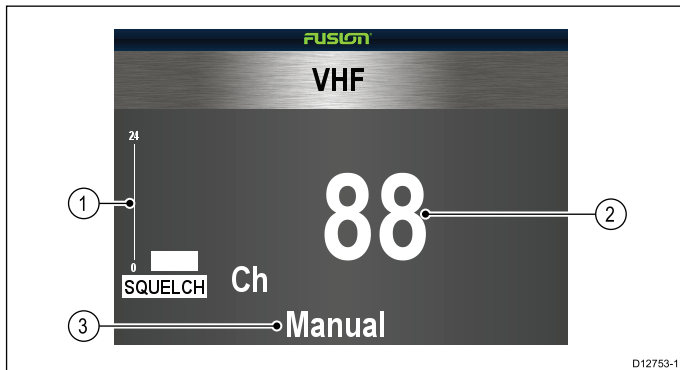 FUSION
VHF
24
1
88
2
0
SQUELCH
Ch
3
Manual
D12753-1